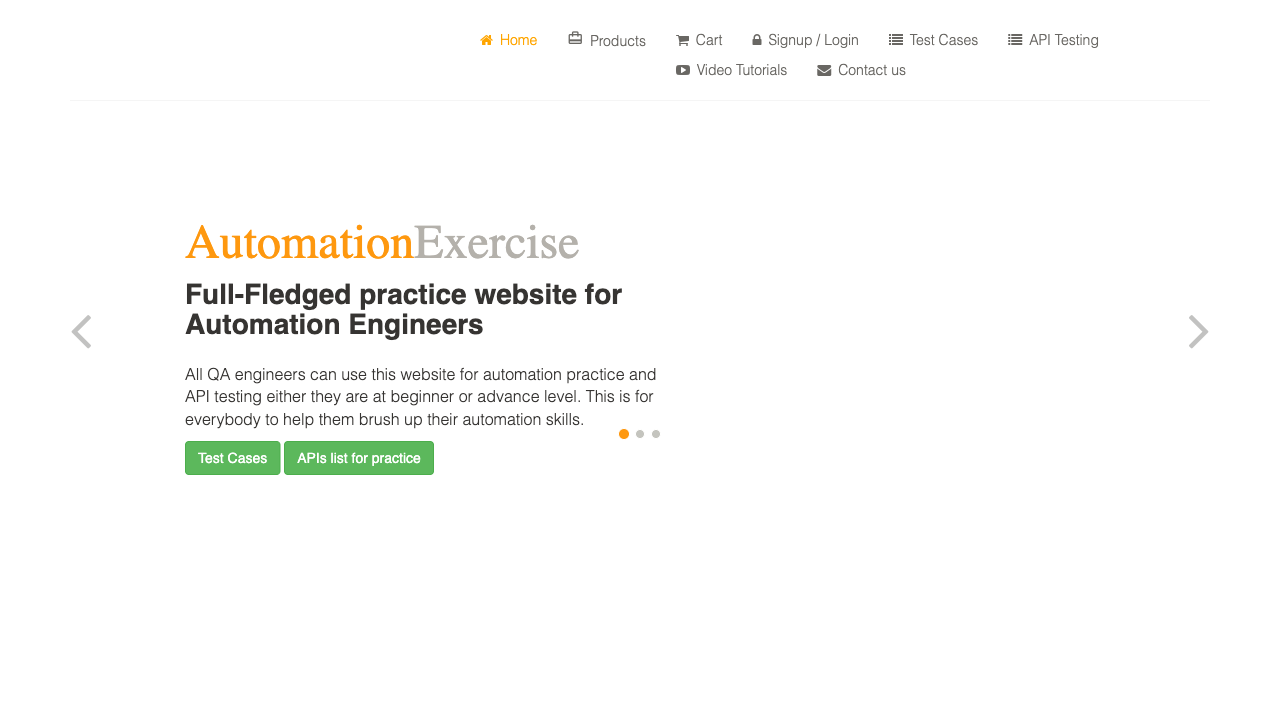 Home Products Cart Signup / Login Test Cases API Testing
Video Tutorials Contact us
AutomationExercise
Full-Fledged practice website for
Automation Engineers
All QA engineers can use this website for automation practice and
API testing either they are at beginner or advance level. This is for
everybody to help them brush up their automation skills.
Test Cases APIs list for practice